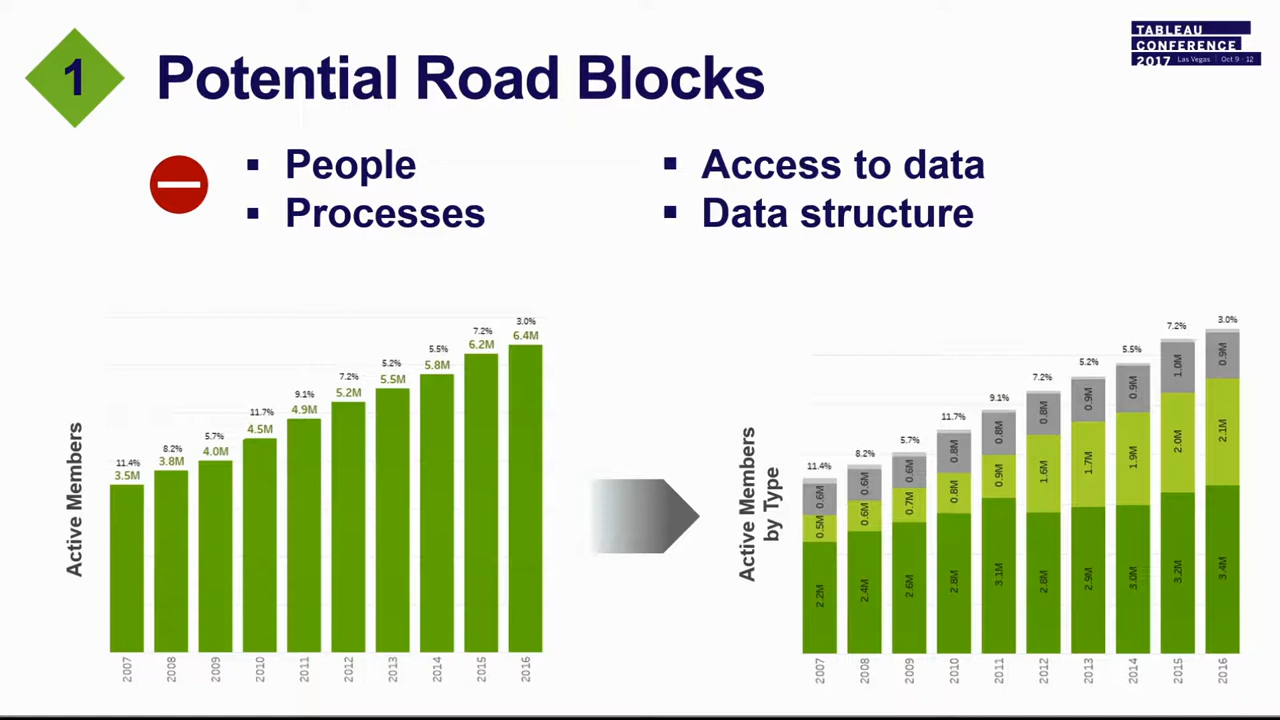 1
Potential Road Blocks
TABLEAU
CONFERENCE
2017 Las Vegas | Oct 9 - 12
▪ People
▪ Processes
▪ Access to data
▪ Data structure
Active Members
11.4%
3.5M
8.2%
3.8M
5.7%
4.0M
11.7%
4.5M
9.1%
4.9M
7.2%
5.2M
5.2%
5.5M
5.5%
5.8M
7.2%
6.2M
3.0%
6.4M
2007
2008
2009
2010
2011
2012
2013
2014
2015
2016
Active Members
by Type
11.4%
0.6M
0.5M
2.2M
8.2%
0.6M
0.6M
2.4M
5.7%
0.6M
0.7M
2.6M
11.7%
0.8M
0.8M
2.8M
9.1%
0.8M
0.9M
3.1M
7.2%
0.8M
1.6M
2.8M
5.2%
0.9M
1.7M
2.9M
5.5%
0.9M
1.9M
3.0M
7.2%
1.0M
2.0M
3.2M
3.0%
0.9M
2.1M
3.4M
2007
2008
2009
2010
2011
2012
2013
2014
2015
2016